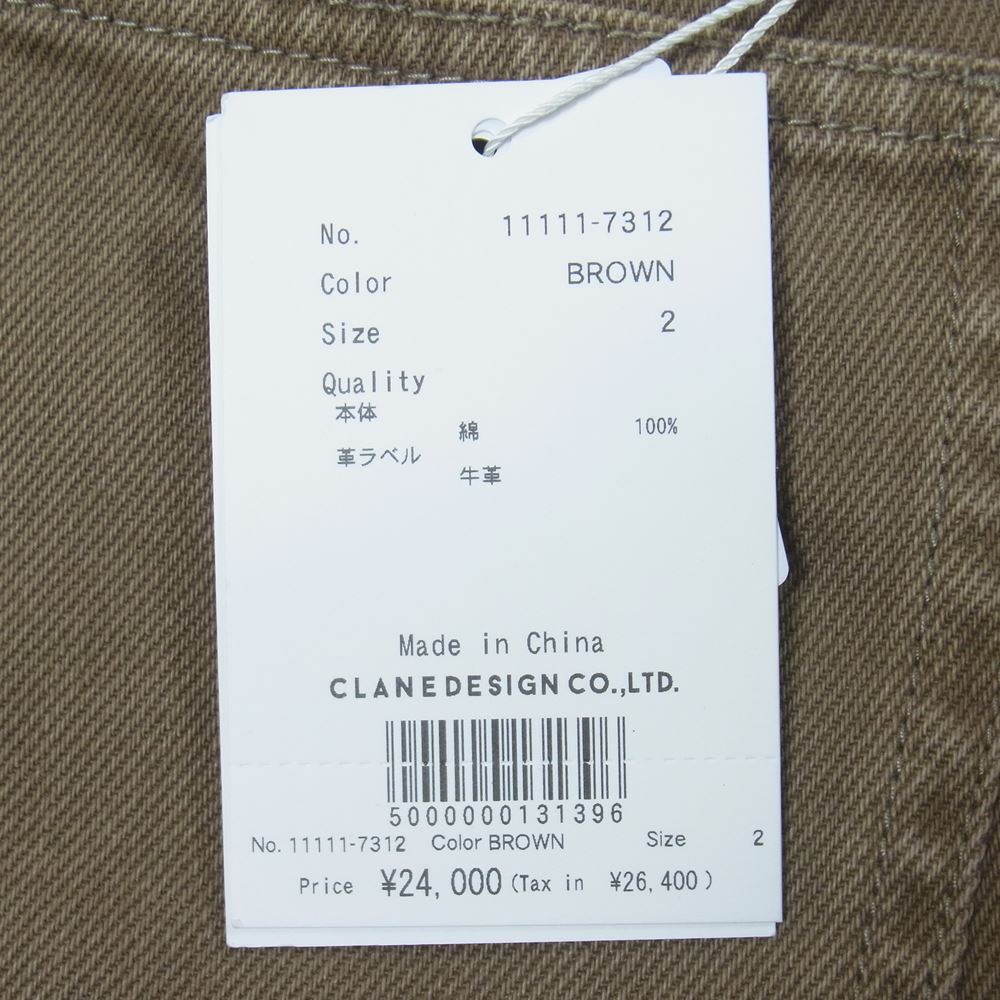 No. 11111-7312
Color BROWN
Size 2
Quality
本体
綿 100%
革ラベル
牛革
Made in China
CLANE DESIGN CO.,LTD.
5000000131396
No. 11111-7312 Color BROWN Size 2
Price ¥24,000 (Tax in ¥26,400)